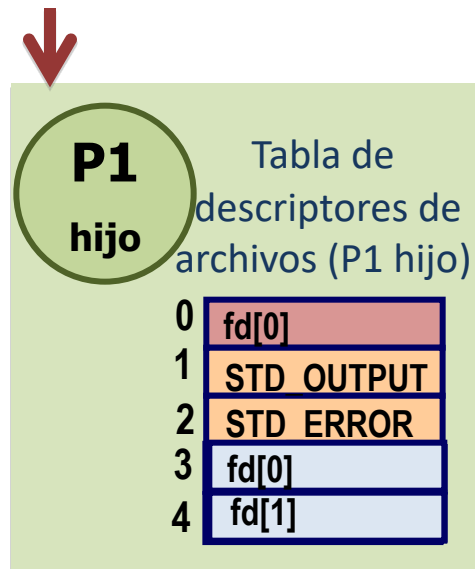 P1
hijo
Tabla de
descriptores de
archivos (P1 hijo)
0 fd[0]
1 STD_OUTPUT
2 STD_ERROR
3 fd[0]
4 fd[1]